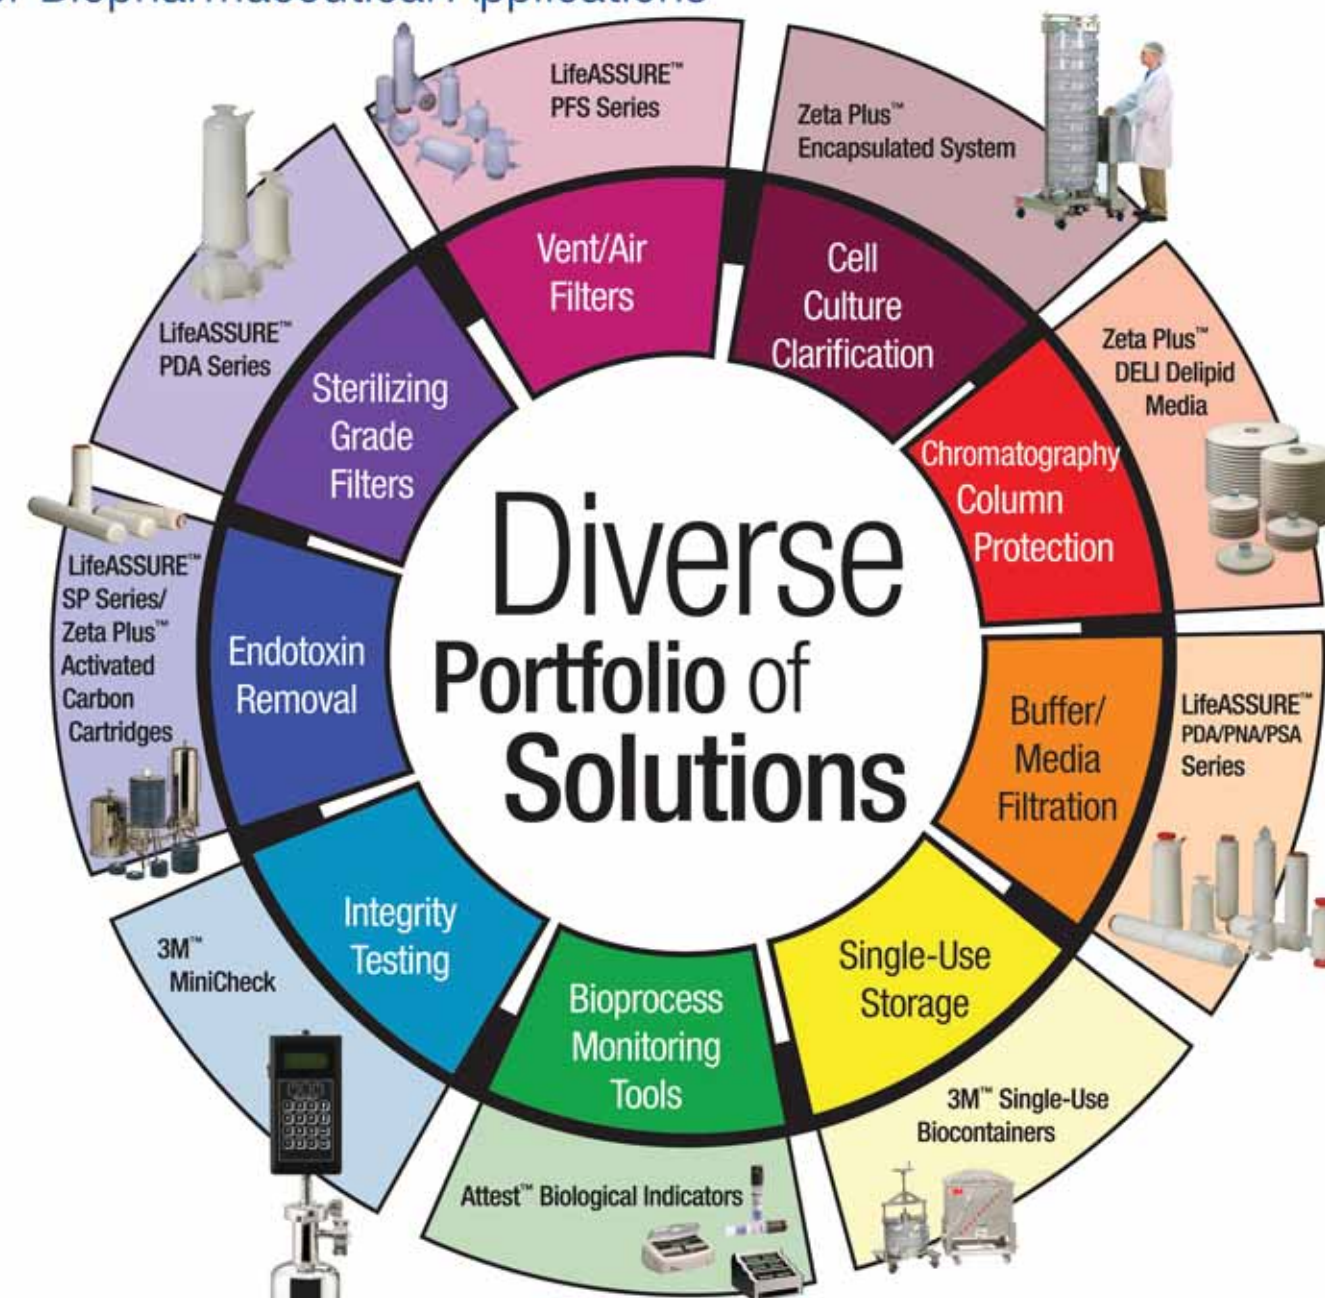 Biopharmaceutical Applications
LifeASSURE™
PFS Series
Zeta Plus™
Encapsulated System
Vent/Air
Filters
Cell
Culture
Clarification
Zeta Plus™
DELI Delipid
Media
Chromatography
Column
Protection
LifeASSURE™
PDA/PNA/PSA
Series
Buffer/
Media
Filtration
Single-Use
Storage
3M™ Single-Use
Biocontainers
Bioprocess
Monitoring
Tools
Attest™ Biological Indicators
Integrity
Testing
3M™
MiniCheck
Endotoxin
Removal
LifeASSURE™
SP Series/
Zeta Plus™
Activated
Carbon
Cartridges
Sterilizing
Grade
Filters
LifeASSURE™
PDA Series
Diverse
Portfolio of
Solutions